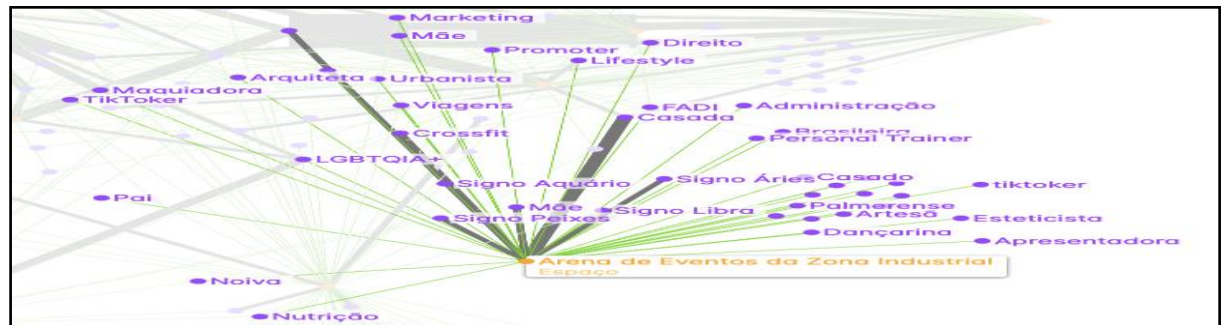 Marketing
Mãe
Direito
Promoter
Lifestyle
Arquiteta
Urbanista
Maquiadora
TikToker
Viagens
FADI
Administração
Casada
Crossfit
Brasileira
Personal Trainer
LGBTQIA+
Signo Aquário
Signo Áries
Casado
tiktoker
Pai
Mãe
Signo Libra
Palmerense
Signo Peixes
Artesã
Esteticista
Dançarina
Apresentadora
Arena de Eventos da Zona Industrial
Espaço
Noiva
Nutrição